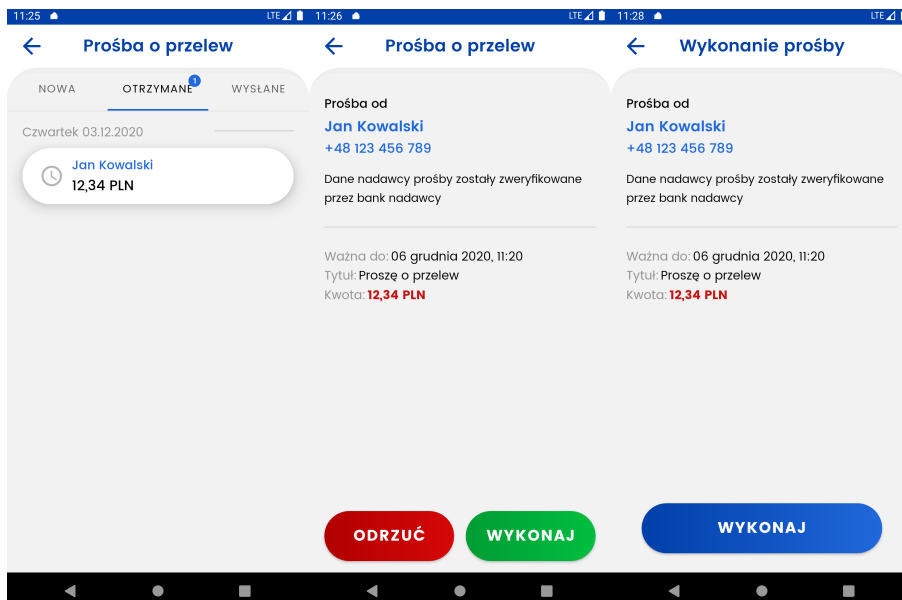 11:25
LTE
Prośba o przelew
NOWA
OTRZYMANE
1
WYSŁANE
Czwartek 03.12.2020
Jan Kowalski
12,34 PLN
11:26
LTE
Prośba o przelew
Prośba od
Jan Kowalski
+48 123 456 789
Dane nadawcy prośby zostały zweryfikowane
przez bank nadawcy
Ważna do: 06 grudnia 2020, 11:20
Tytuł: Proszę o przelew
Kwota: 12,34 PLN
ODRZUĆ
WYKONAJ
11:28
LTE
Wykonanie prośby
Prośba od
Jan Kowalski
+48 123 456 789
Dane nadawcy prośby zostały zweryfikowane
przez bank nadawcy
Ważna do: 06 grudnia 2020, 11:20
Tytuł: Proszę o przelew
Kwota: 12,34 PLN
WYKONAJ